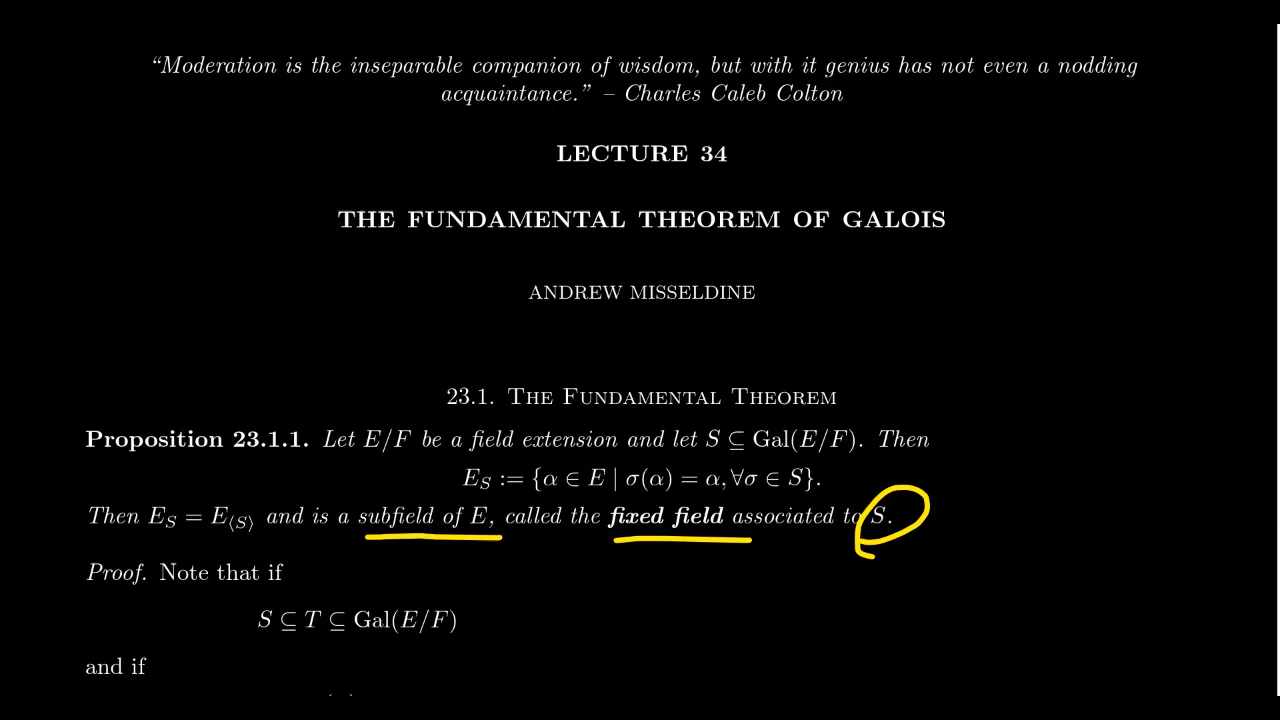 “Moderation is the inseparable companion of wisdom, but with it genius has not even a nodding
acquaintance.” – Charles Caleb Colton
LECTURE 34
THE FUNDAMENTAL THEOREM OF GALOIS
ANDREW MISSELDINE
23.1. The Fundamental Theorem
Proposition 23.1.1. Let E/F be a field extension and let S ⊆ Gal(E/F). Then
E_S := {α ∈ E | σ(α) = α, ∀σ ∈ S}.
Then E_S = E_⟨S⟩ and is a subfield of E, called the fixed field associated to S.
Proof. Note that if
S ⊆ T ⊆ Gal(E/F)
and if